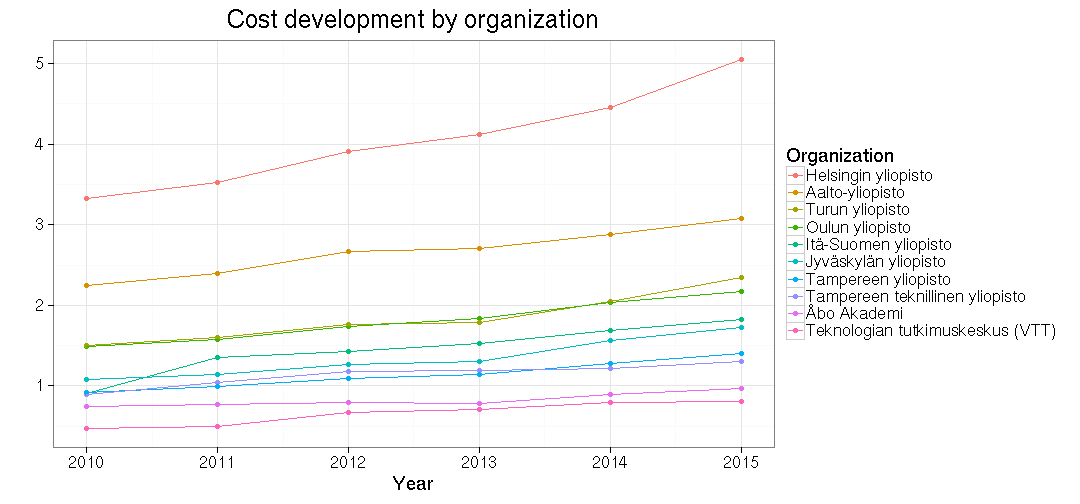 Cost development by organization
5
4
3
2
1
2010 2011 2012 2013 2014 2015
Year
Organization
Helsingin yliopisto
Aalto-yliopisto
Turun yliopisto
Oulun yliopisto
Itä-Suomen yliopisto
Jyväskylän yliopisto
Tampereen yliopisto
Tampereen teknillinen yliopisto
Åbo Akademi
Teknologian tutkimuskeskus (VTT)